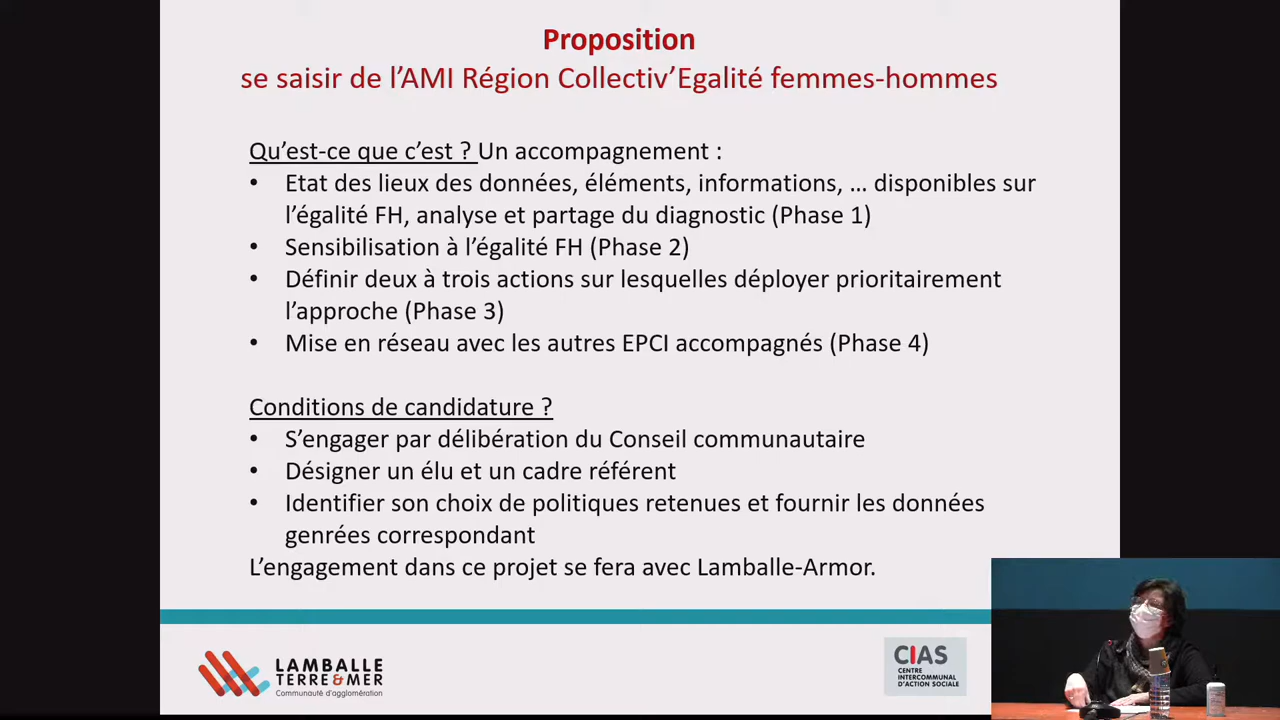 Proposition
se saisir de l'AMI Région Collectiv'Egalité femmes-hommes
Qu'est-ce que c'est ? Un accompagnement :
• Etat des lieux des données, éléments, informations, … disponibles sur
l'égalité FH, analyse et partage du diagnostic (Phase 1)
• Sensibilisation à l'égalité FH (Phase 2)
• Définir deux à trois actions sur lesquelles déployer prioritairement
l'approche (Phase 3)
• Mise en réseau avec les autres EPCI accompagnés (Phase 4)
Conditions de candidature ?
• S'engager par délibération du Conseil communautaire
• Désigner un élu et un cadre référent
• Identifier son choix de politiques retenues et fournir les données
genrées correspondant
L'engagement dans ce projet se fera avec Lamballe-Armor.
LAMBALLE
TERRE & MER
Communauté d'agglomération
CIAS
CENTRE
INTERCOMMUNAL
D'ACTION SOCIALE